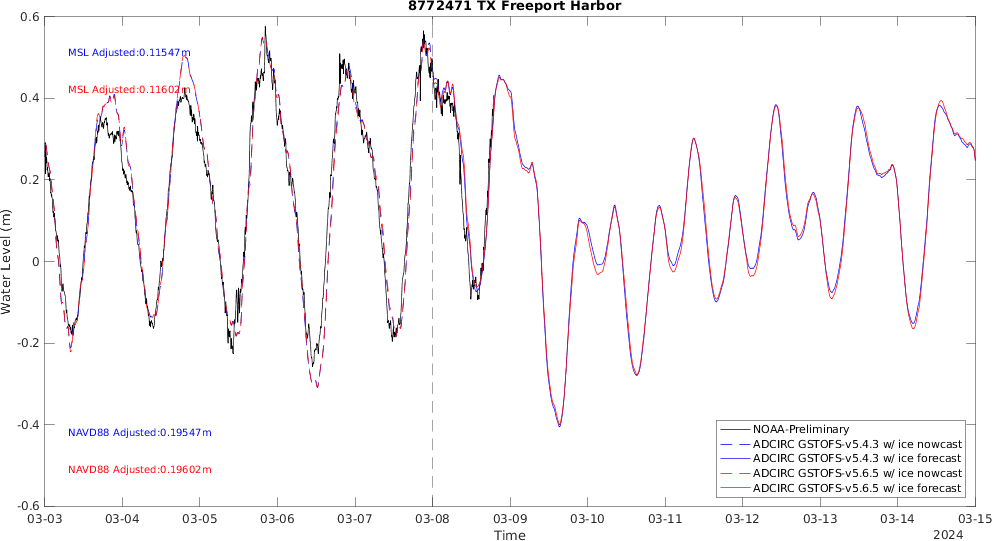 8772471 TX Freeport Harbor
0.6
MSL Adjusted:0.11547m
MSL Adjusted:0.11602m
0.4
0.2
0
-0.2
-0.4
-0.6
Water Level (m)
NAVD88 Adjusted:0.19547m
NAVD88 Adjusted:0.19602m
NOAA-Preliminary
ADCIRC GSTOFS-v5.4.3 w/ ice nowcast
ADCIRC GSTOFS-v5.4.3 w/ ice forecast
ADCIRC GSTOFS-v5.6.5 w/ ice nowcast
ADCIRC GSTOFS-v5.6.5 w/ ice forecast
03-03 03-04 03-05 03-06 03-07 03-08 03-09 03-10 03-11 03-12 03-13 03-14 03-15
Time
2024